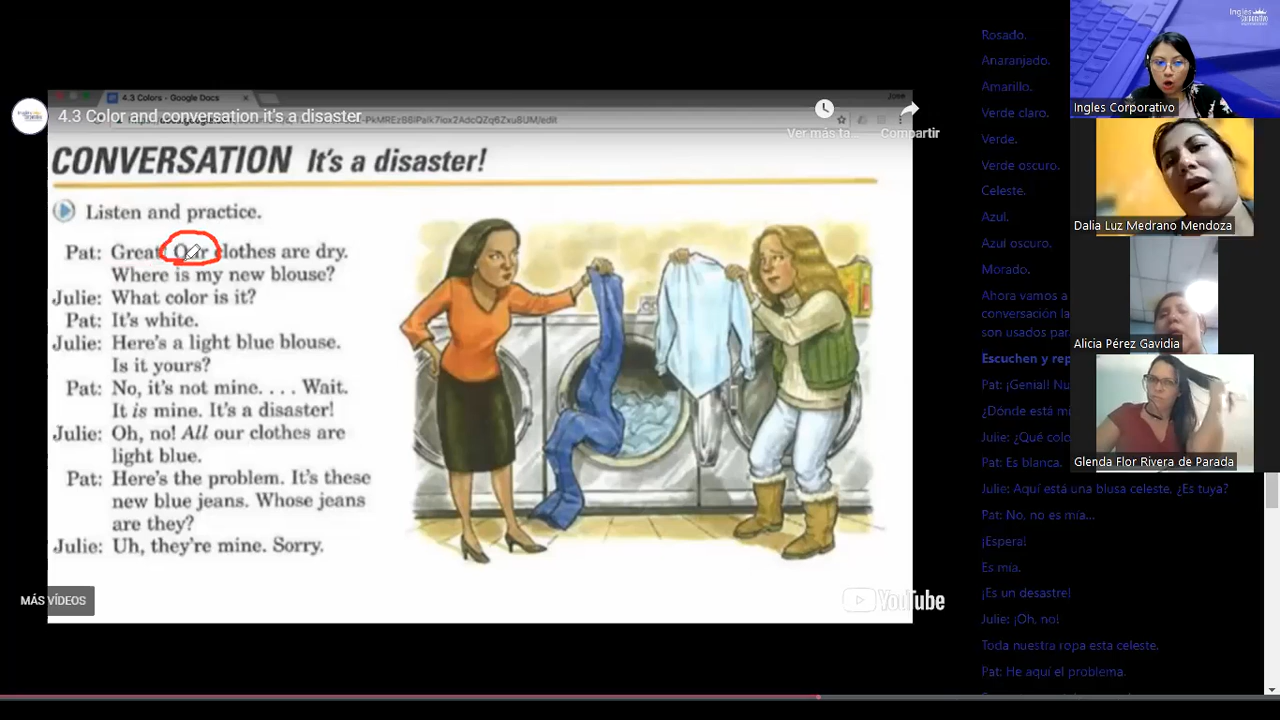 4.3 Colors - Google Docs
4.3 Color and conversation it's a disaster
Ver más ta...
Compartir
CONVERSATION It's a disaster!
Listen and practice.
Pat: Great! Our clothes are dry.
Where is my new blouse?
Julie: What color is it?
Pat: It's white.
Julie: Here's a light blue blouse.
Is it yours?
Pat: No, it's not mine. . . . Wait.
It is mine. It's a disaster!
Julie: Oh, no! All our clothes are
light blue.
Pat: Here's the problem. It's these
new blue jeans. Whose jeans
are they?
Julie: Uh, they're mine. Sorry.
MÁS VÍDEOS
YouTube
Rosado.
Anaranjado.
Amarillo.
Verde claro.
Verde.
Verde oscuro.
Celeste.
Azul.
Azul oscuro.
Morado.
Ahora vamos a
conversación la
son usados par
Escuchen y rep
Pat: ¡Genial! Nu
¿Dónde está m
Julie: ¿Qué colo
Pat: Es blanca.
Julie: Aquí está una blusa celeste. ¿Es tuya?
Pat: No, no es mía...
¡Espera!
Es mía.
¡Es un desastre!
Julie: ¡Oh, no!
Toda nuestra ropa esta celeste.
Pat: He aquí el problema.
Ingles Corporativo
Dalia Luz Medrano Mendoza
Alicia Pérez Gavidia
Glenda Flor Rivera de Parada